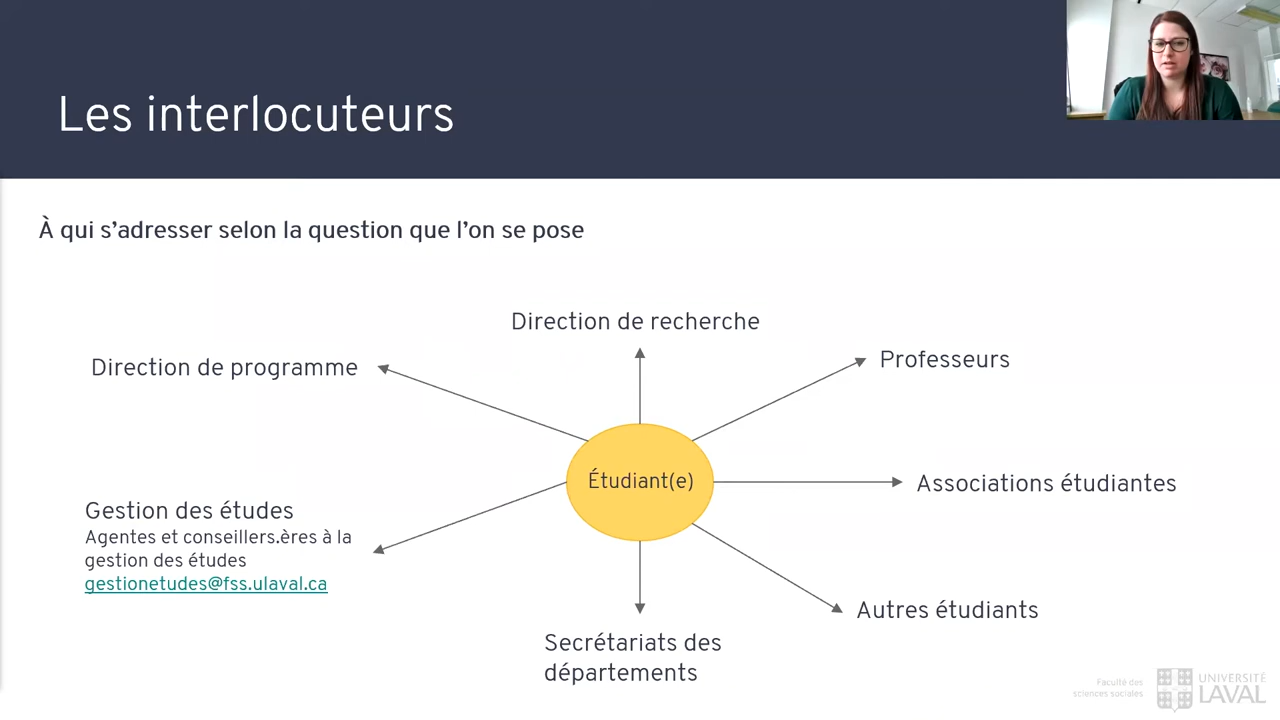 Les interlocuteurs
À qui s'adresser selon la question que l'on se pose
Direction de recherche
Direction de programme
Professeurs
Étudiant(e)
Associations étudiantes
Gestion des études
Agentes et conseillers.ères à la
gestion des études
gestionetudes@fss.ulaval.ca
Autres étudiants
Secrétariats des
départements
Faculté des
sciences sociales
UNIVERSITÉ
LAVAL